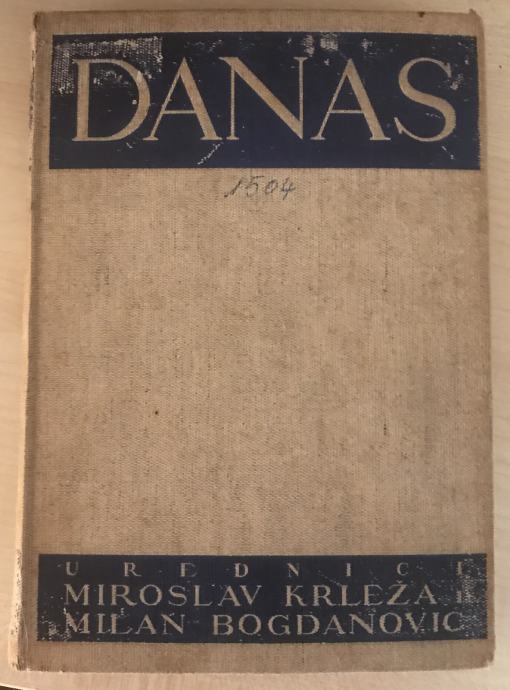 DANAS
1504
UREDNICI
MIROSLAV KRLEŽA I
MILAN BOGDANOVIĆ